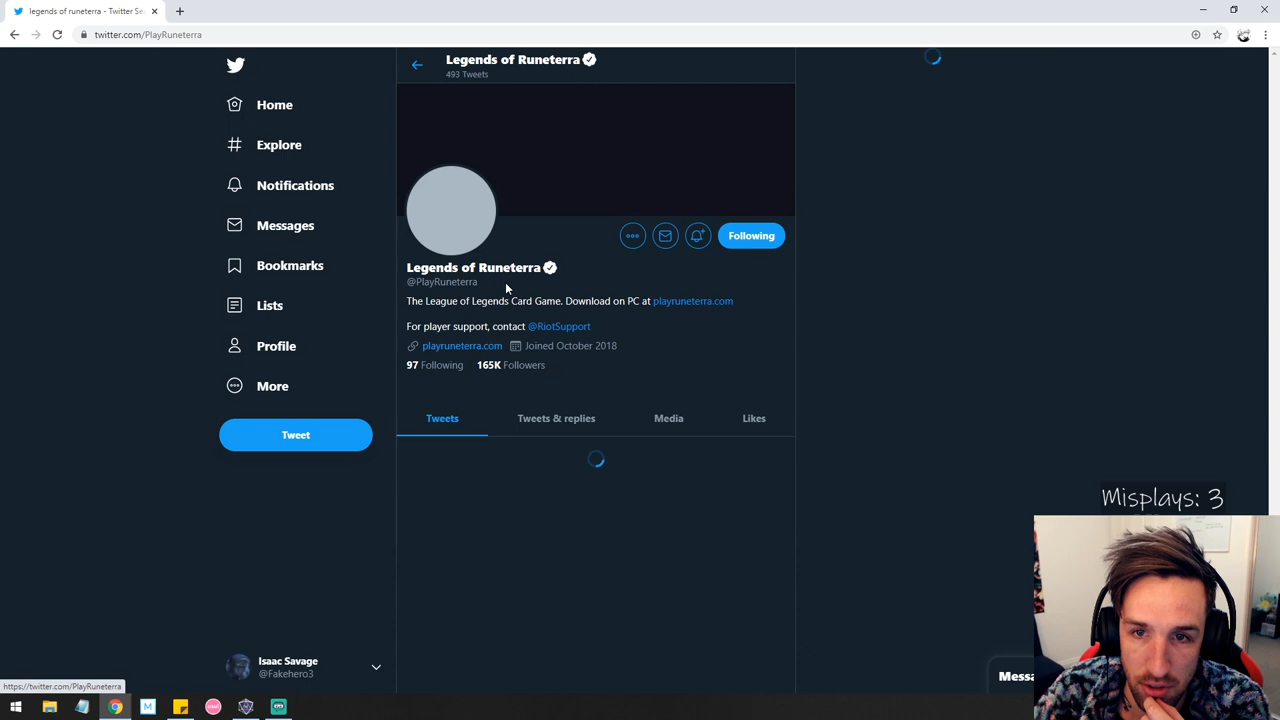 legends of runeterra - Twitter Se
twitter.com/PlayRuneterra
Legends of Runeterra
493 Tweets
Home
Explore
Notifications
Messages
Bookmarks
Lists
Profile
More
Tweet
Following
Legends of Runeterra
@PlayRuneterra
The League of Legends Card Game. Download on PC at playruneterra.com
For player support, contact @RiotSupport
playruneterra.com Joined October 2018
97 Following 165K Followers
Tweets Tweets & replies Media Likes
Misplays: 3
Isaac Savage
@Fakehero3
Messa
https://twitter.com/PlayRuneterra
M